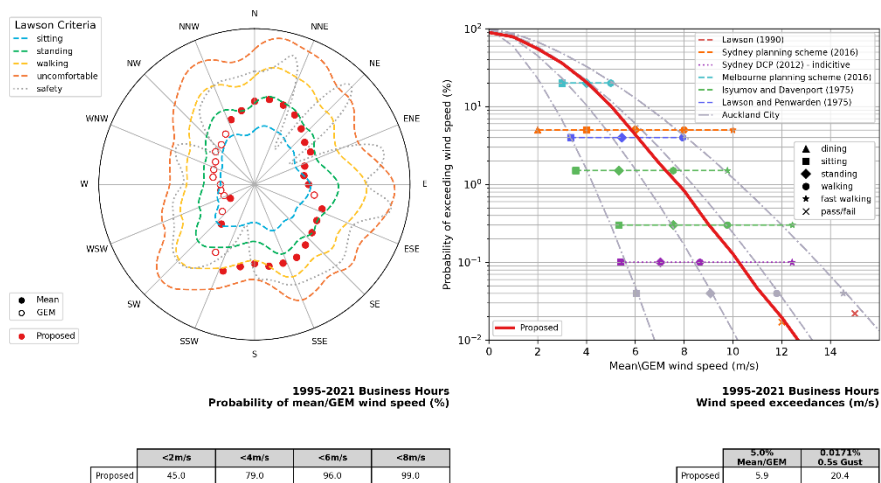 Lawson Criteria
sitting
standing
walking
uncomfortable
safety
N
NNE
NE
ENE
E
ESE
SE
SSE
S
SSW
SW
WSW
W
WNW
NW
NNW
Mean
GEM
Proposed
1995-2021 Business Hours
Probability of mean/GEM wind speed (%)
<2m/s <4m/s <6m/s <8m/s
Proposed 45.0 79.0 96.0 99.0
Probability of exceeding wind speed (%)
10²
10¹
10⁰
10⁻¹
10⁻²
0 2 4 6 8 10 12 14
Mean\GEM wind speed (m/s)
Lawson (1990)
Sydney planning scheme (2016)
Sydney DCP (2012) - indicitive
Melbourne planning scheme (2016)
Isyumov and Davenport (1975)
Lawson and Penwarden (1975)
Auckland City
dining
sitting
standing
walking
fast walking
pass/fail
Proposed
1995-2021 Business Hours
Wind speed exceedances (m/s)
5.0% 0.0171%
Mean/GEM 0.5s Gust
Proposed 5.9 20.4